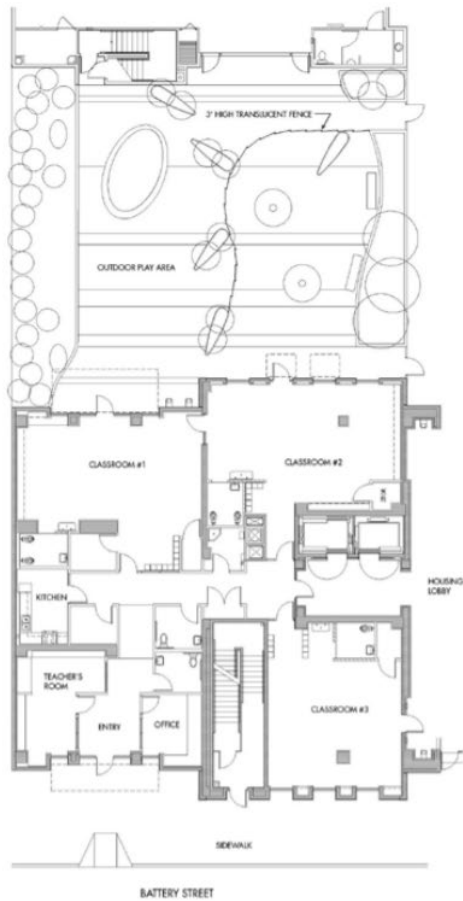 3' HIGH TRANSLUCENT FENCE
OUTDOOR PLAY AREA
CLASSROOM #1
CLASSROOM #2
DESK
KITCHEN
HOUSING
LOBBY
TEACHER'S
ROOM
ENTRY
OFFICE
CLASSROOM #3
SIDEWALK
BATTERY STREET